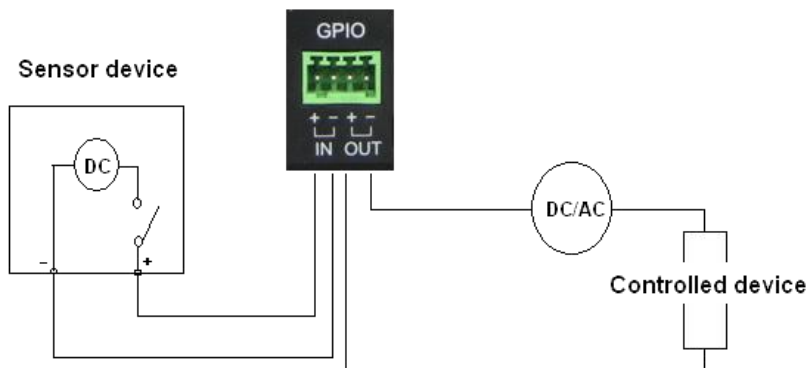 GPIO
Sensor device
+ - + -
IN OUT
DC
- +
DC/AC
Controlled device